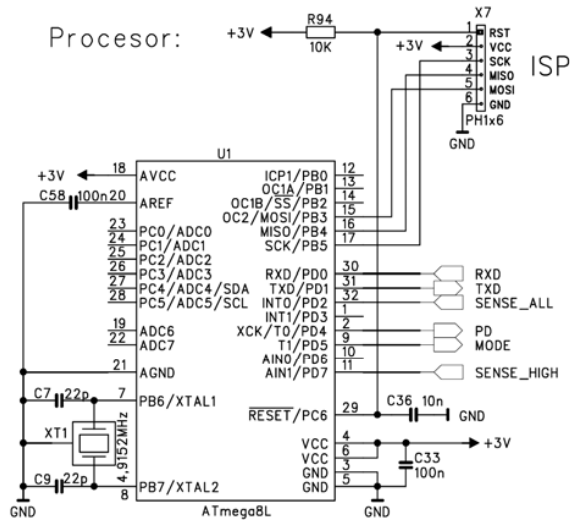 Procesor:
+3V
R94
10K
X7
1
RST
+3V
2
VCC
3
SCK
4
MISO
5
MOSI
6
GND
ISP
PH1x6
GND
U1
+3V
18
AVCC
C58
100n
20
AREF
23
PC0/ADC0
24
PC1/ADC1
25
PC2/ADC2
26
PC3/ADC3
27
PC4/ADC4/SDA
28
PC5/ADC5/SCL
19
ADC6
22
ADC7
21
AGND
C7
22p
7
PB6/XTAL1
XT1
4,9152MHz
C9
22p
8
PB7/XTAL2
GND
ICP1/PB0
12
OC1A/PB1
13
OC1B/SS/PB2
14
OC2/MOSI/PB3
15
MISO/PB4
16
SCK/PB5
17
RXD/PD0
30
RXD
TXD/PD1
31
TXD
INT0/PD2
32
SENSE_ALL
INT1/PD3
1
XCK/T0/PD4
2
PD
T1/PD5
9
MODE
AIN0/PD6
10
AIN1/PD7
11
SENSE_HIGH
RESET/PC6
29
C36
10n
GND
VCC
4
+3V
VCC
6
GND
3
C33
100n
GND
5
GND
ATmega8L